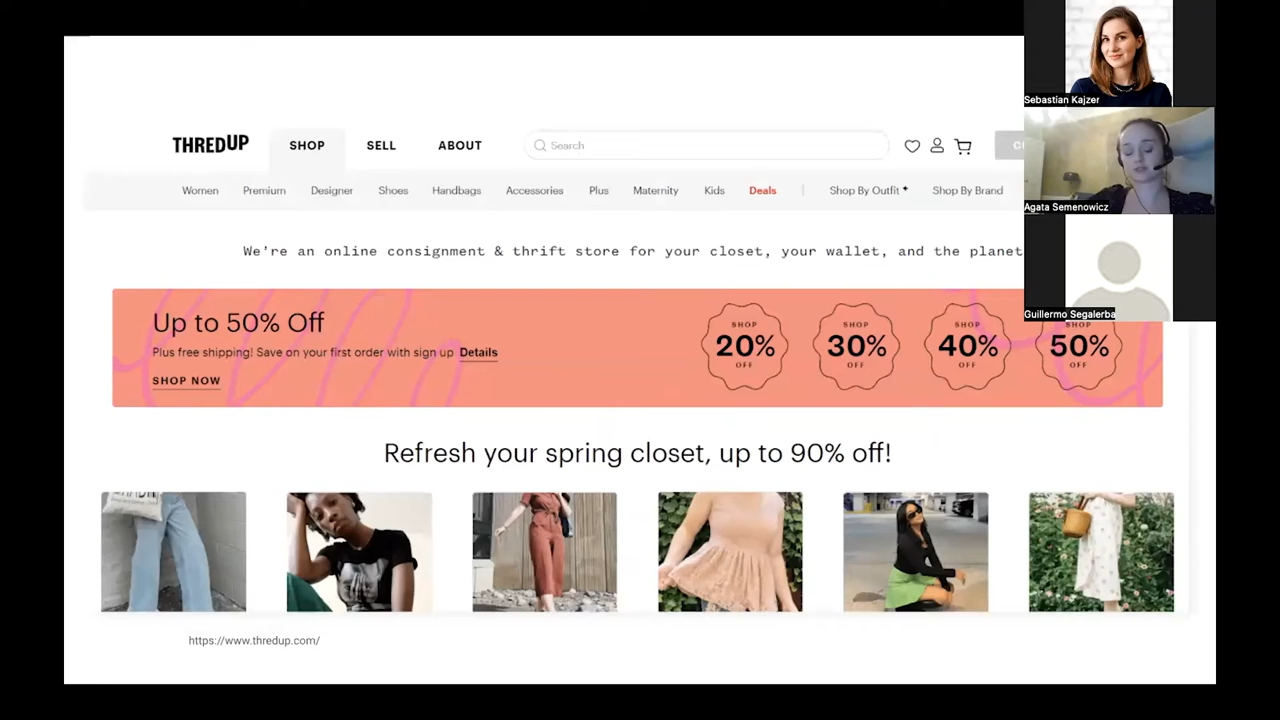 Sebastian Kajzer
Agata Semenowicz
Guillermo Segalerba
THREDUP
SHOP SELL ABOUT
Search
Women Premium Designer Shoes Handbags Accessories Plus Maternity Kids Deals | Shop By Outfit Shop By Brand
We're an online consignment & thrift store for your closet, your wallet, and the planet
Up to 50% Off
Plus free shipping! Save on your first order with sign up Details
SHOP NOW
SHOP
20%
OFF
SHOP
30%
OFF
SHOP
40%
OFF
SHOP
50%
OFF
Refresh your spring closet, up to 90% off!
https://www.thredup.com/